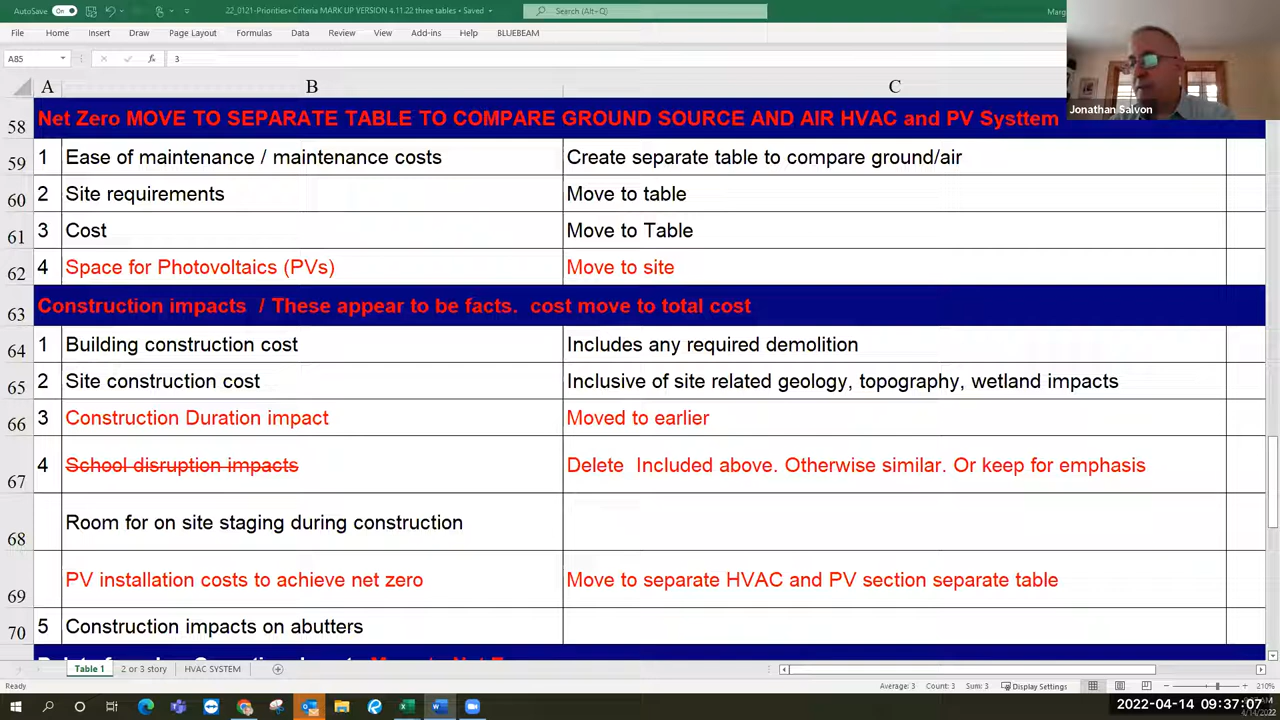 AutoSave On 22_0121-Priorities+Criteria MARK UP VERSION 4.11.22 three tables • Saved Search (Alt+Q) Marg
File Home Insert Draw Page Layout Formulas Data Review View Add-ins Help BLUEBEAM
A85 fx 3
A B C
58 Net Zero MOVE TO SEPARATE TABLE TO COMPARE GROUND SOURCE AND AIR HVAC and PV Systtem
59 1 Ease of maintenance / maintenance costs Create separate table to compare ground/air
60 2 Site requirements Move to table
61 3 Cost Move to Table
62 4 Space for Photovoltaics (PVs) Move to site
63 Construction impacts / These appear to be facts. cost move to total cost
64 1 Building construction cost Includes any required demolition
65 2 Site construction cost Inclusive of site related geology, topography, wetland impacts
66 3 Construction Duration impact Moved to earlier
67 4 School disruption impacts Delete Included above. Otherwise similar. Or keep for emphasis
68 Room for on site staging during construction
69 PV installation costs to achieve net zero Move to separate HVAC and PV section separate table
70 5 Construction impacts on abutters
Table 1 2 or 3 story HVAC SYSTEM
Ready Average: 3 Count: 3 Sum: 3 Display Settings 210%
2022-04-14 09:37:07
4/14/2022
Jonathan Salvon